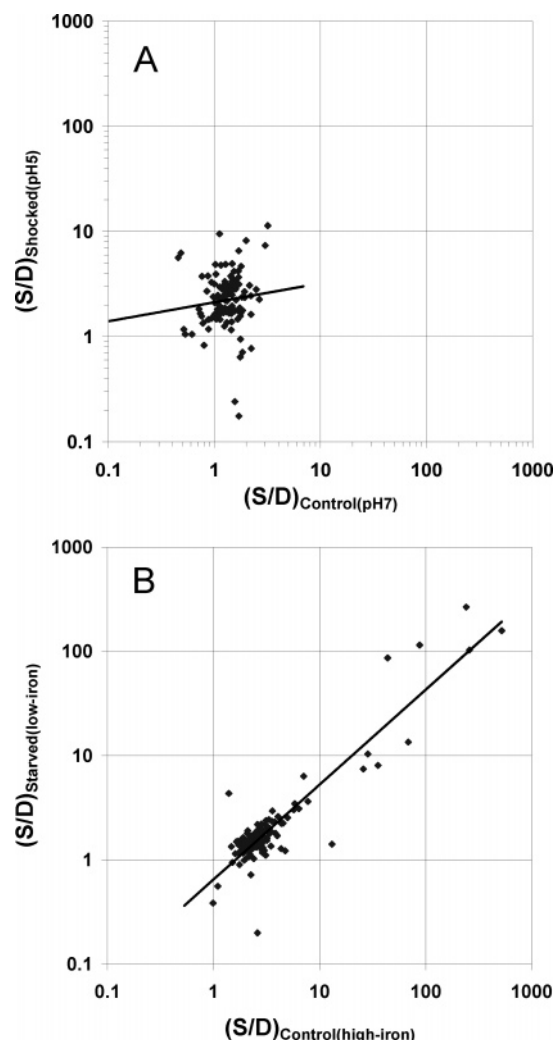 A
1000
100
10
1
0.1
0.1 1 10 100 1000
(S/D)Shocked(pH5)
(S/D)Control(pH7)
B
1000
100
10
1
0.1
0.1 1 10 100 1000
(S/D)Starved(low-iron)
(S/D)Control(high-iron)